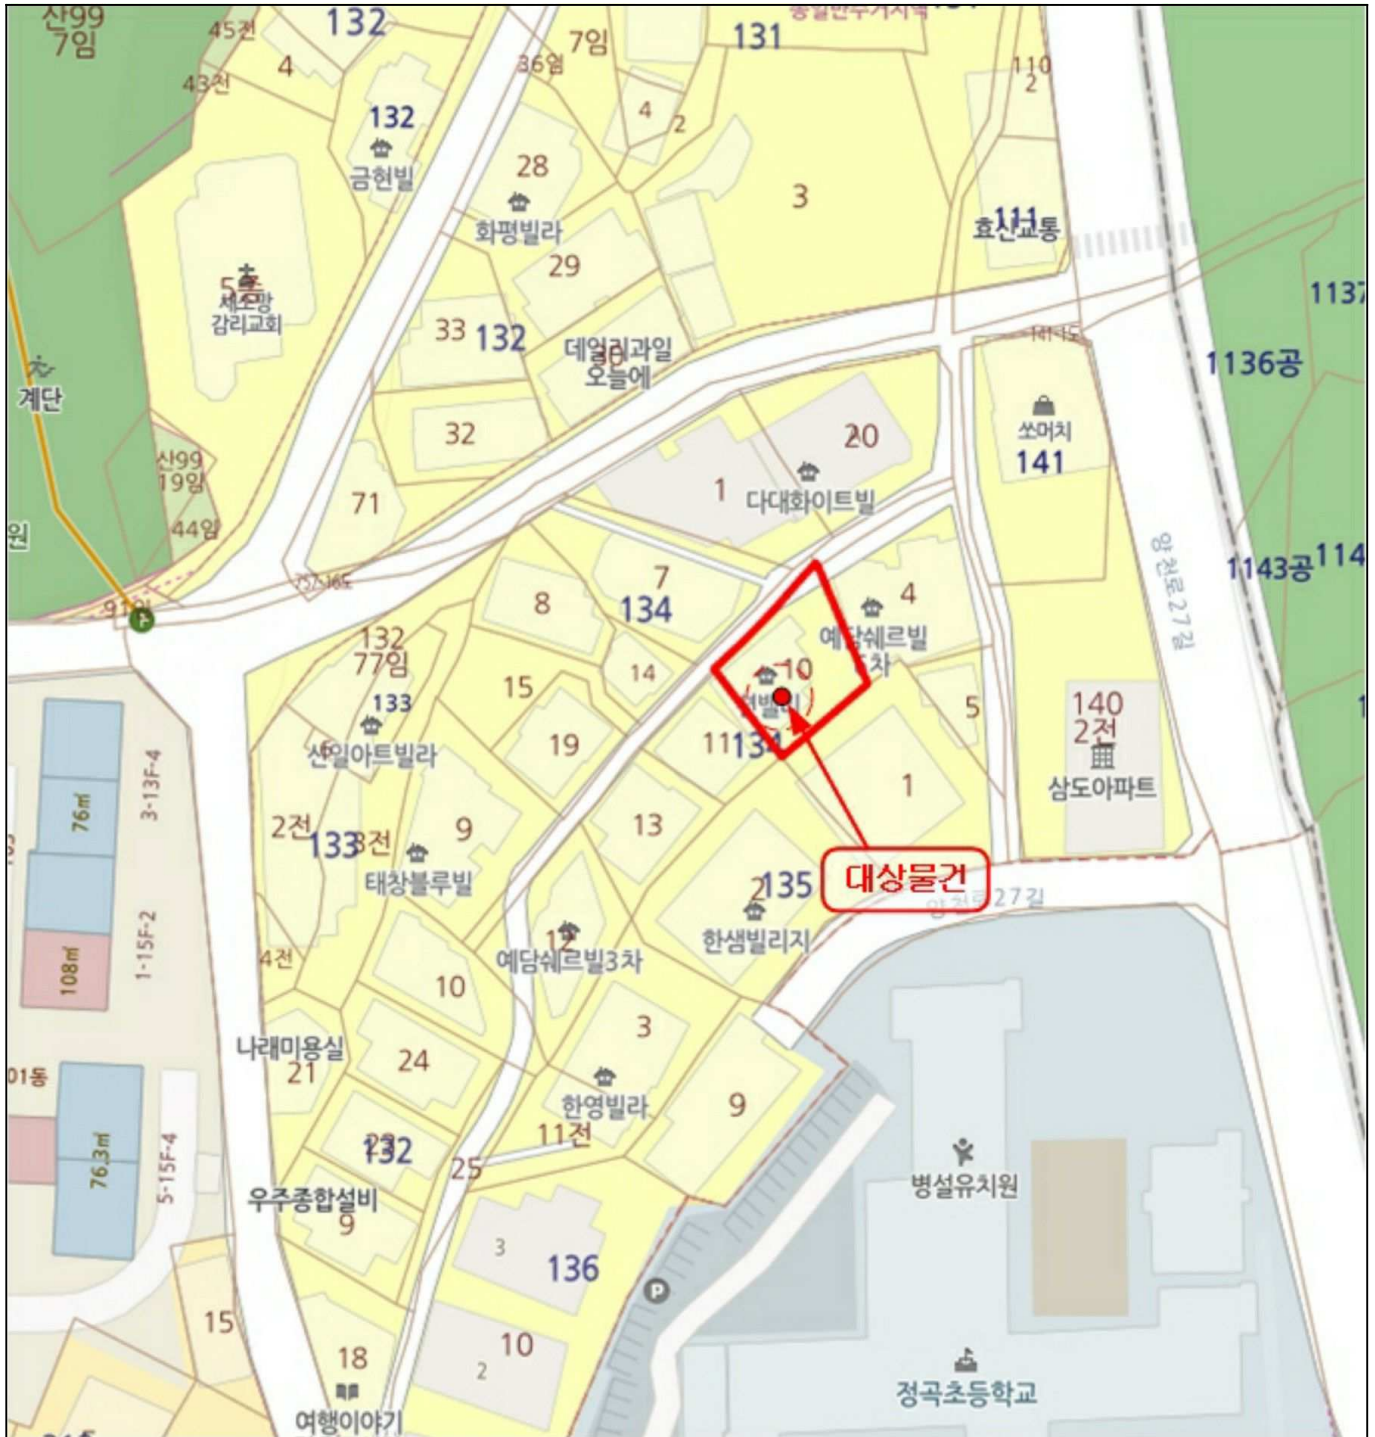 산99
7임
45전
4
43전
132
132
금현빌
36임
7임
4
2
131
110
2
28
화평빌라
29
3
111
효산교통
1137
세소망
감리교회
33
132
데일리과일
오늘에
141-1도
1136공
계단
32
20
쏘머치
141
산99
19임
44임
71
1
다대화이트빌
양천로27길
1143공
114
원
757-16도
8
7
134
4
예담쉐르빌
132
77임
133
신일아트빌라
15
14
19
10
11
134
5
140
2전
삼도아파트
3-13F-4
76㎡
2전
133
3전
9
태창블루빌
13
1
대상물건
2
135
한샘빌리지
양천로27길
108㎡
1-15F-2
4전
12
예담쉐르빌3차
10
나래미용실
21
24
3
한영빌라
9
01동
76.3㎡
5-15F-4
132
25
11전
우주종합설비
9
병설유치원
3
136
P
15
18
여행이야기
10
2
정곡초등학교